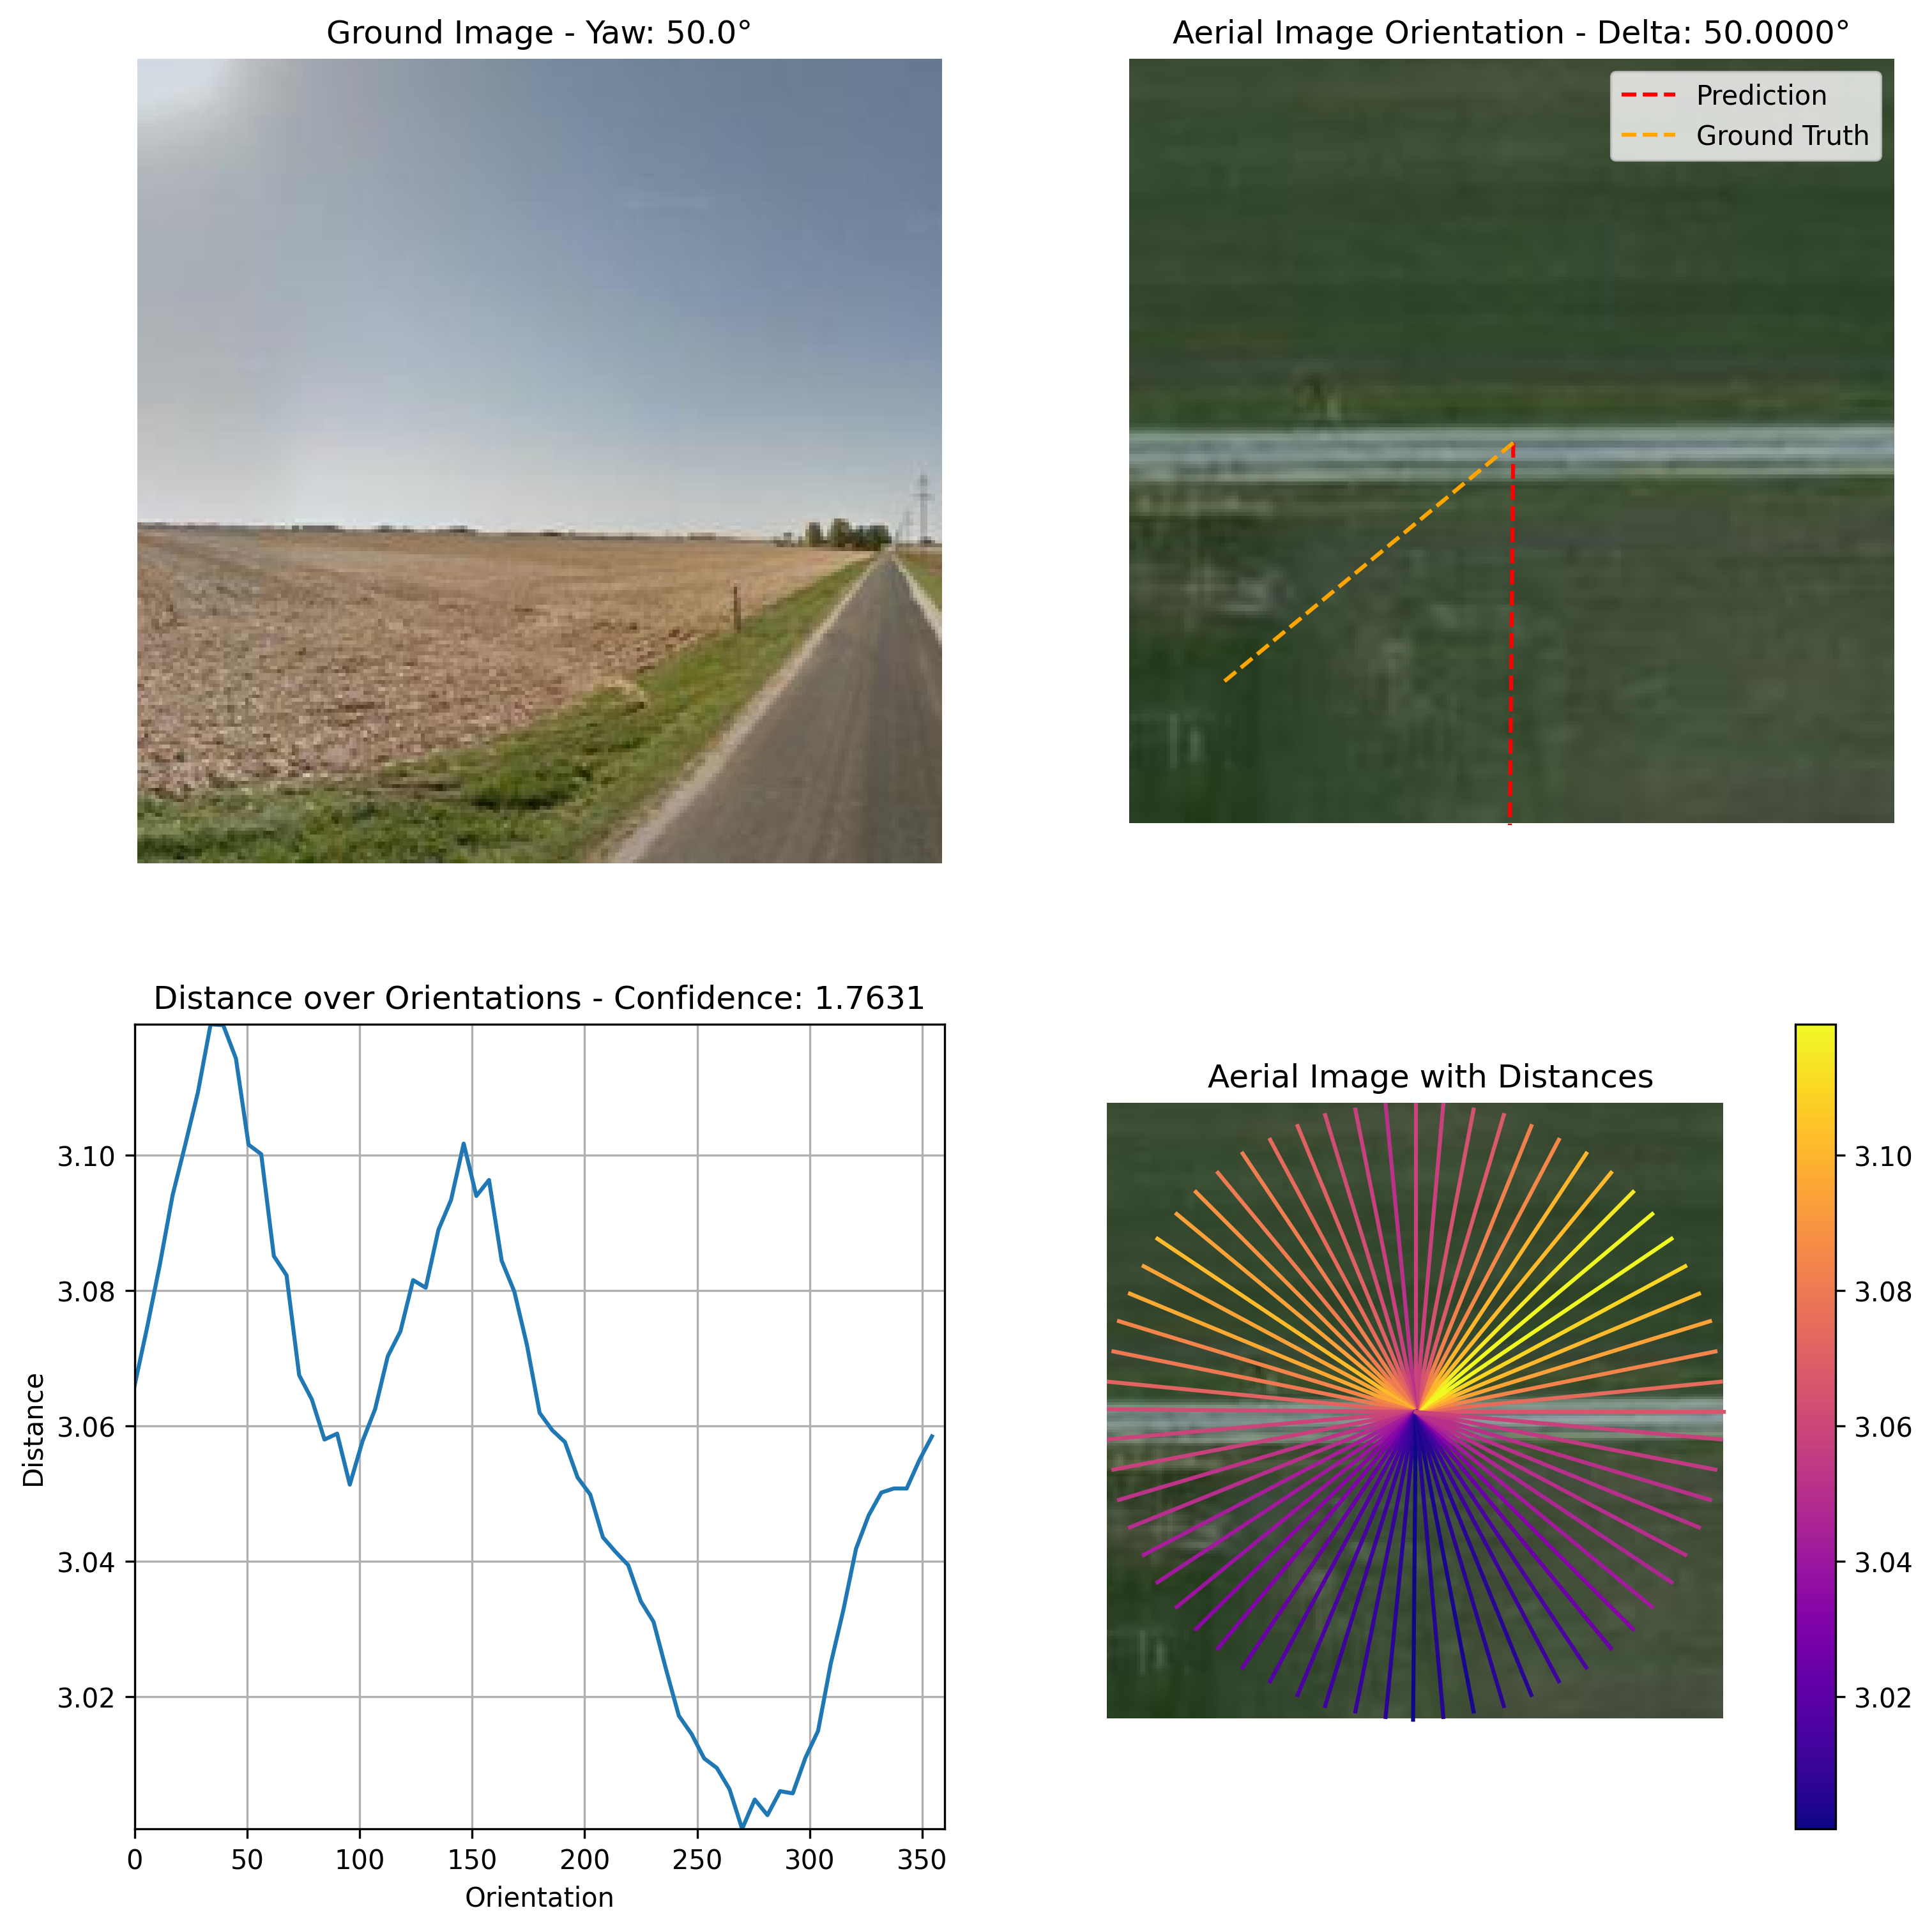 Ground Image - Yaw: 50.0°
Aerial Image Orientation - Delta: 50.0000°
Prediction
Ground Truth
Distance over Orientations - Confidence: 1.7631
3.10
3.08
3.06
3.04
3.02
Distance
0 50 100 150 200 250 300 350
Orientation
Aerial Image with Distances
3.10
3.08
3.06
3.04
3.02